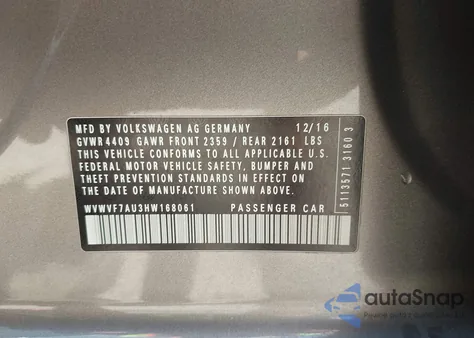 MFD BY VOLKSWAGEN AG GERMANY 12/16
GVWR 4409 GAWR FRONT 2359 / REAR 2161 LBS
THIS VEHICLE CONFORMS TO ALL APPLICABLE U.S.
FEDERAL MOTOR VEHICLE SAFETY, BUMPER AND
THEFT PREVENTION STANDARDS IN EFFECT ON
THE DATE OF MANUFACTURE SHOWN ABOVE.
WVWVF7AU3HW168061 PASSENGER CAR
5113571 3160 3
autoSnap